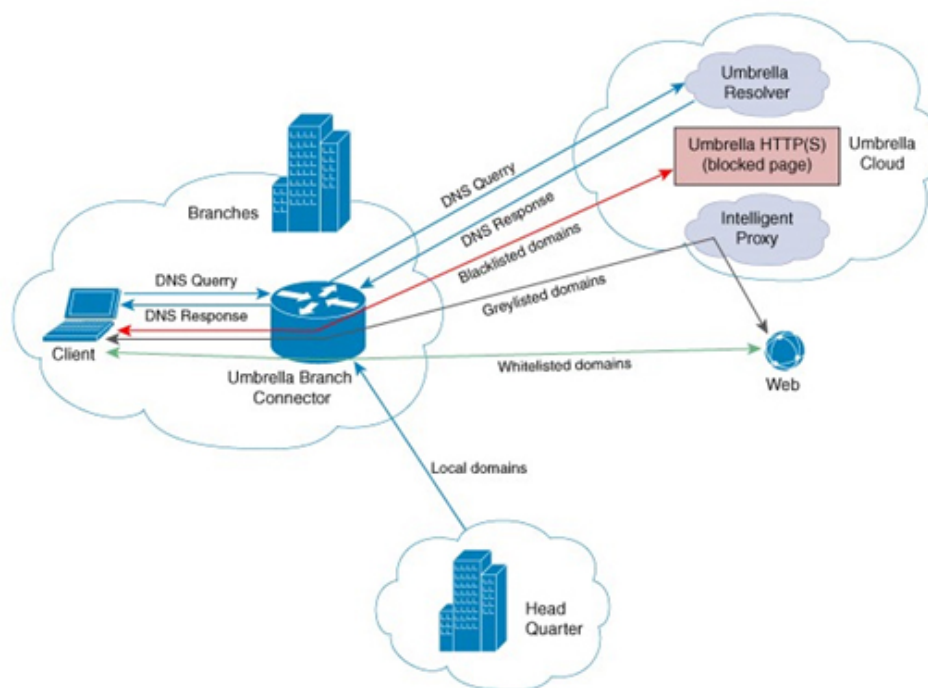 Umbrella
Resolver
Umbrella HTTP(S)
(blocked page)
Umbrella
Cloud
Intelligent
Proxy
Branches
DNS Querry
DNS Response
Blacklisted domains
Greylisted domains
DNS Querry
DNS Response
Client
Umbrella Branch
Connector
Whitelisted domains
Web
Local domains
Head
Quarter